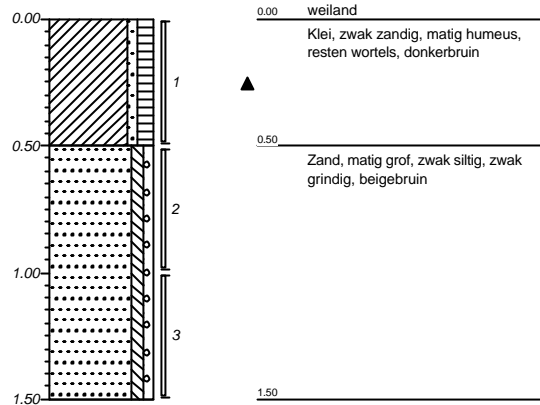 0.00
0.50
1.00
1.50
1
2
3
0.00
weiland
Klei, zwak zandig, matig humeus,
resten wortels, donkerbruin
0.50
Zand, matig grof, zwak siltig, zwak
grindig, beigebruin
1.50